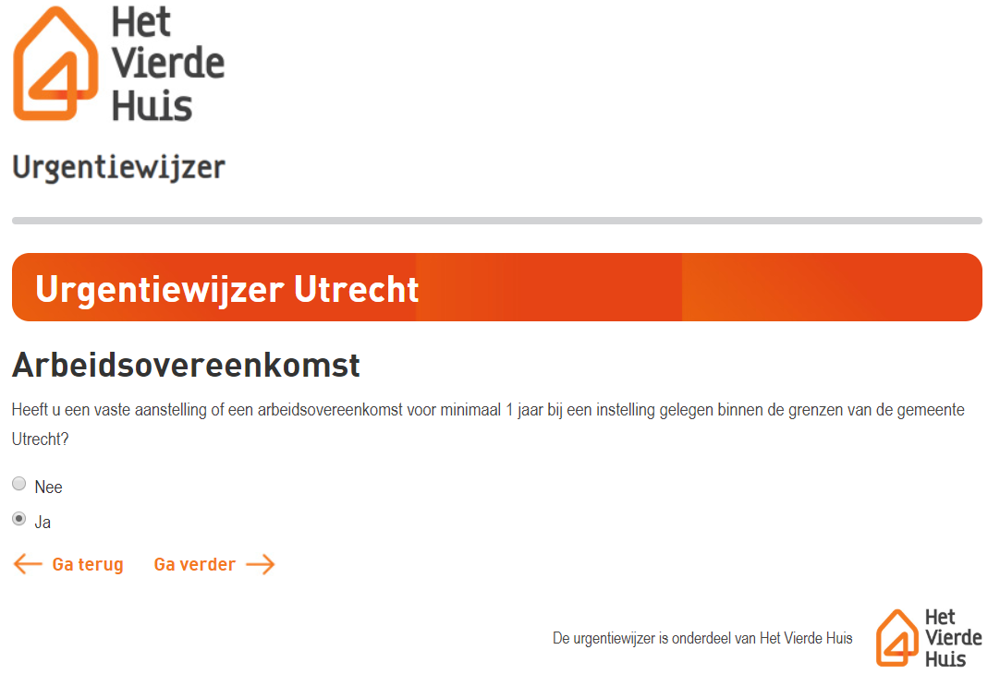 Het
Vierde
Huis
Urgentiewijzer
Urgentiewijzer Utrecht
Arbeidsovereenkomst
Heeft u een vaste aanstelling of een arbeidsovereenkomst voor minimaal 1 jaar bij een instelling gelegen binnen de grenzen van de gemeente
Utrecht?
Nee
Ja
Ga terug Ga verder
De urgentiewijzer is onderdeel van Het Vierde Huis
Het
Vierde
Huis